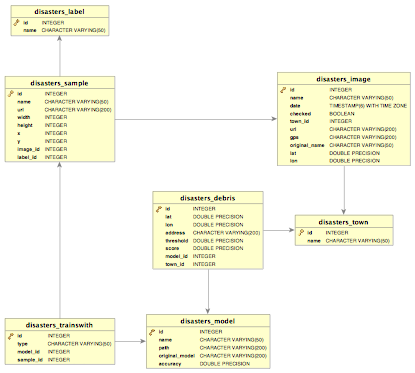 disasters_label
id INTEGER
name CHARACTER VARYING(50)
disasters_sample
id INTEGER
name CHARACTER VARYING(50)
url CHARACTER VARYING(200)
width INTEGER
height INTEGER
x INTEGER
y INTEGER
image_id INTEGER
label_id INTEGER
disasters_image
id INTEGER
name CHARACTER VARYING(50)
date TIMESTAMP(6) WITH TIME ZONE
checked BOOLEAN
town_id INTEGER
url CHARACTER VARYING(200)
gps CHARACTER VARYING(200)
original_name CHARACTER VARYING(50)
lat DOUBLE PRECISION
lon DOUBLE PRECISION
disasters_debris
id INTEGER
lat DOUBLE PRECISION
lon DOUBLE PRECISION
address CHARACTER VARYING(200)
threshold DOUBLE PRECISION
score DOUBLE PRECISION
model_id INTEGER
town_id INTEGER
disasters_town
id INTEGER
name CHARACTER VARYING(50)
disasters_trainswith
id INTEGER
type CHARACTER VARYING(50)
model_id INTEGER
sample_id INTEGER
disasters_model
id INTEGER
name CHARACTER VARYING(50)
path CHARACTER VARYING(200)
original_model CHARACTER VARYING(200)
accuracy DOUBLE PRECISION